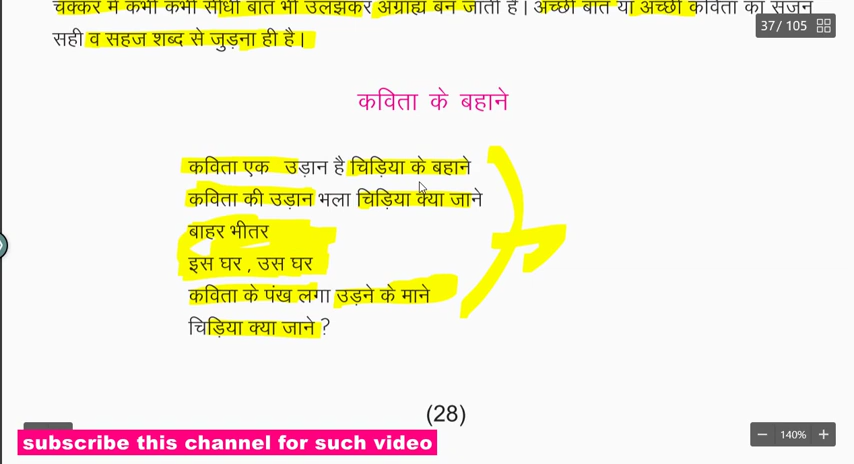 चक्कर में कभी कभी सीधी बात भी उलझकर अग्राह्य बन जाती है। अच्छी बात या अच्छी कविता का सृजन
सही व सहज शब्द से जुड़ना ही है।
37/ 105
कविता के बहाने
कविता एक उड़ान है चिड़िया के बहाने
कविता की उड़ान भला चिड़िया क्या जाने
बाहर भीतर
इस घर , उस घर
कविता के पंख लगा उड़ने के माने
चिड़िया क्या जाने ?
(28)
subscribe this channel for such video
140%